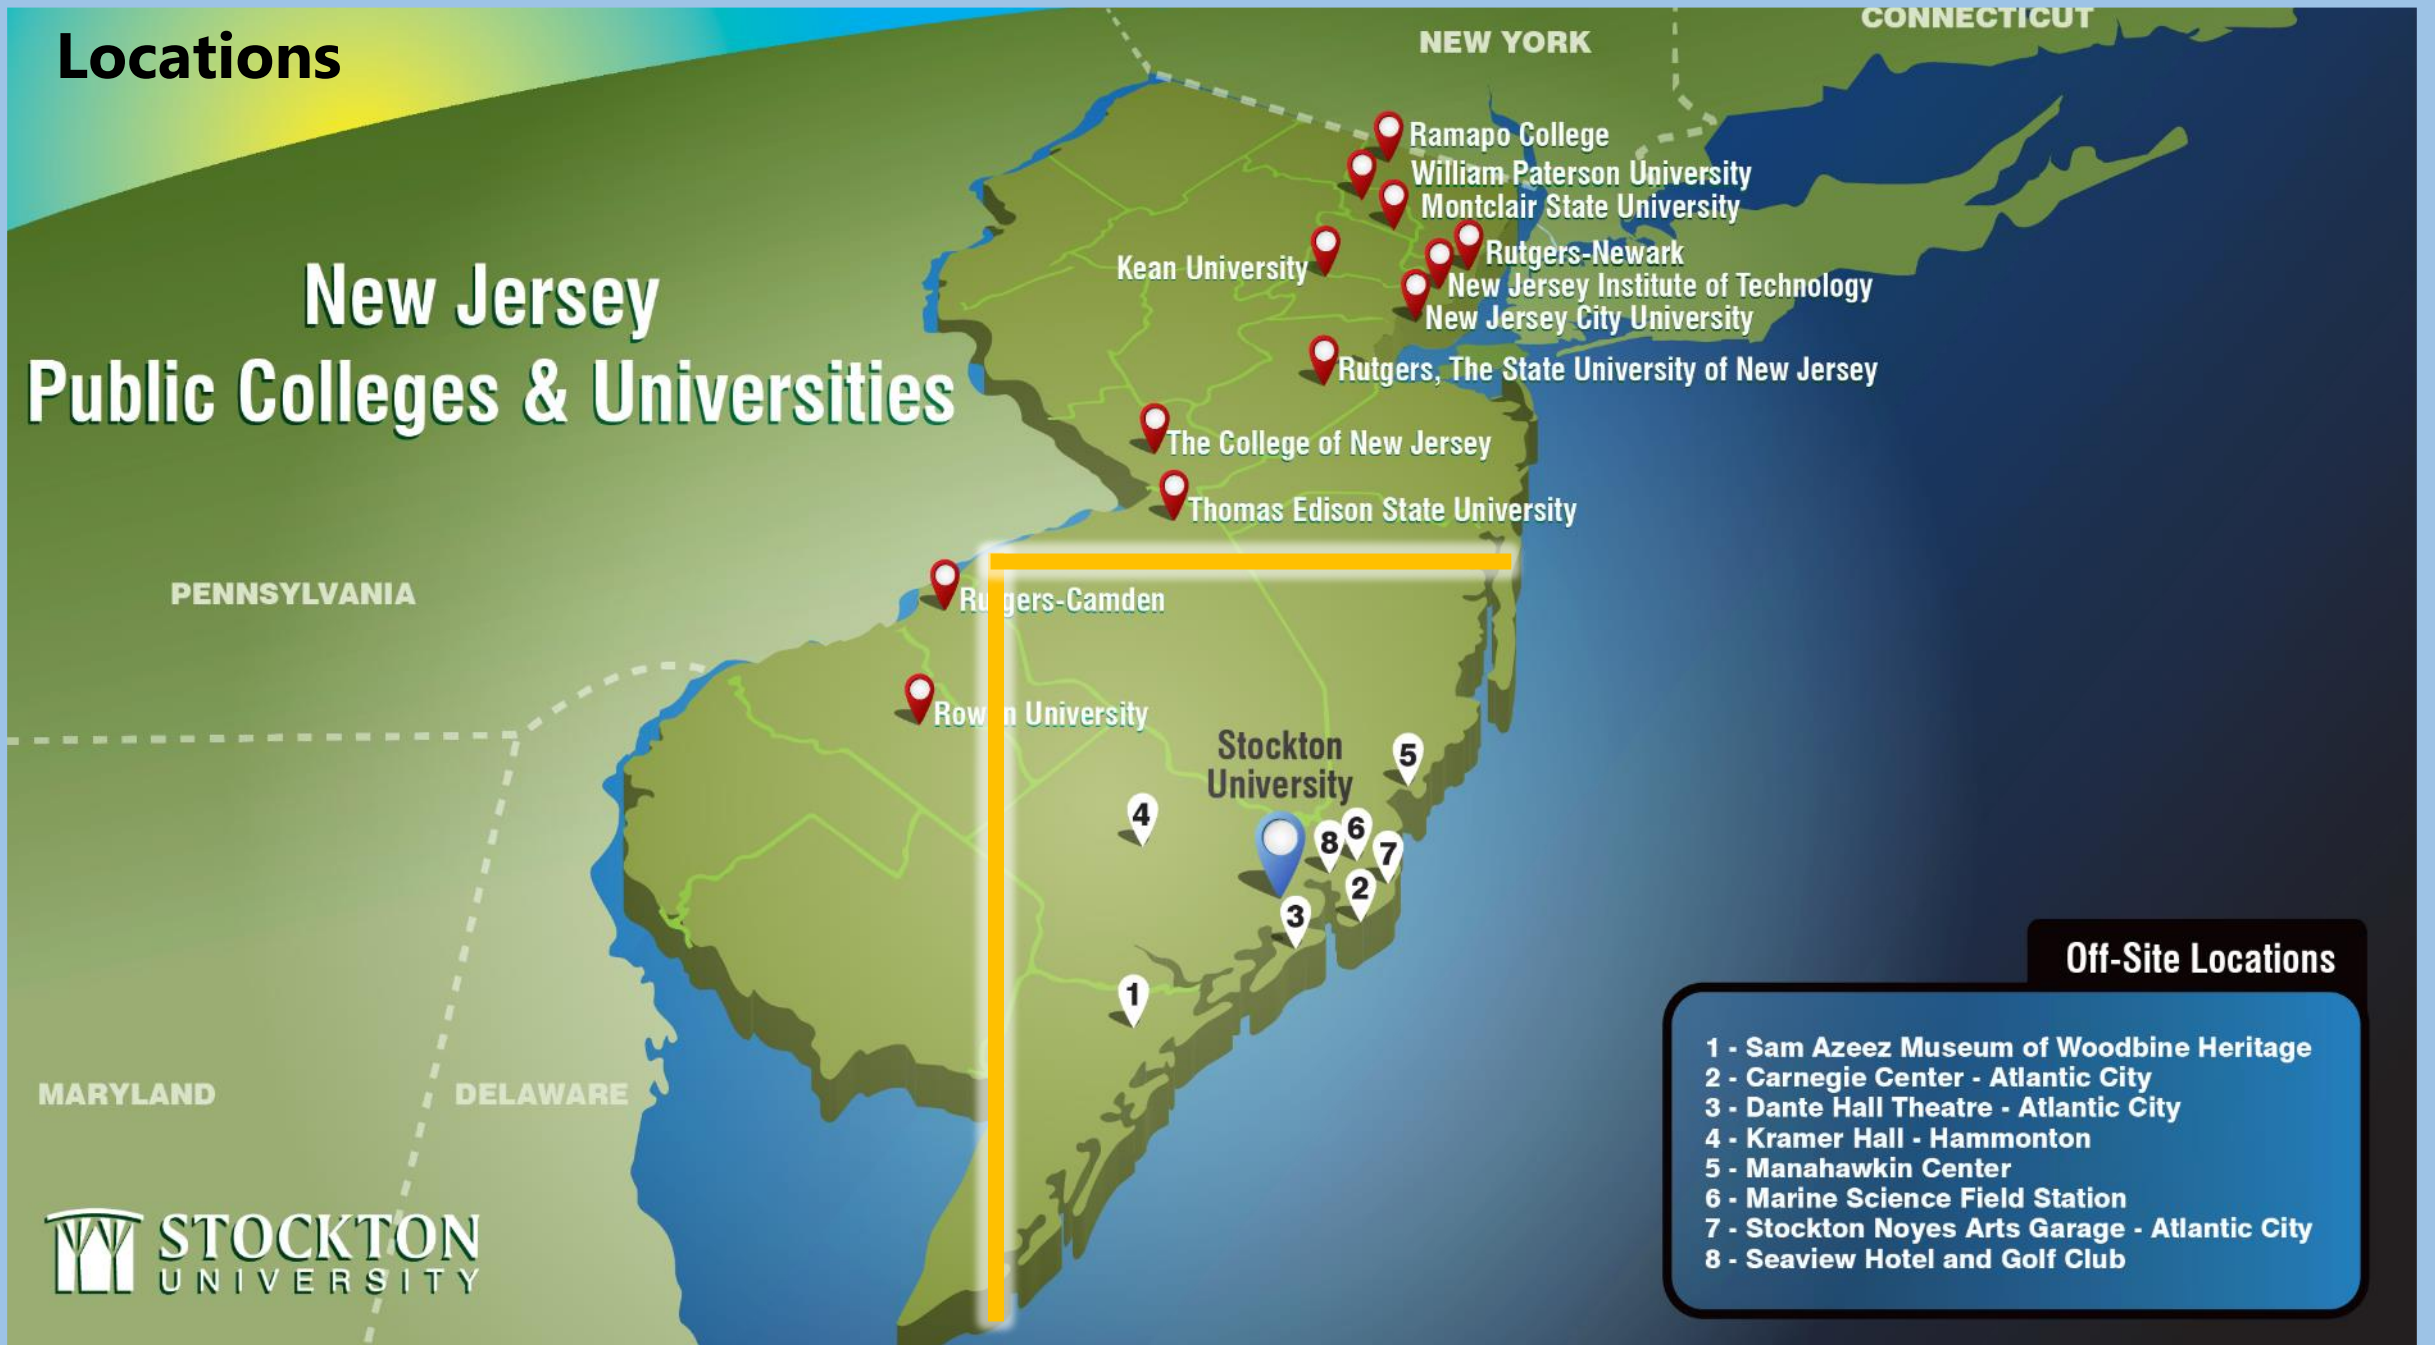 Locations
NEW YORK
CONNECTICUT
New Jersey
Public Colleges & Universities
Ramapo College
William Paterson University
Montclair State University
Kean University
Rutgers-Newark
New Jersey Institute of Technology
New Jersey City University
Rutgers, The State University of New Jersey
The College of New Jersey
Thomas Edison State University
PENNSYLVANIA
Rutgers-Camden
Rowan University
Stockton
University
5
4
6
8
7
2
3
1
MARYLAND
DELAWARE
STOCKTON
UNIVERSITY
Off-Site Locations
1 - Sam Azeez Museum of Woodbine Heritage
2 - Carnegie Center - Atlantic City
3 - Dante Hall Theatre - Atlantic City
4 - Kramer Hall - Hammonton
5 - Manahawkin Center
6 - Marine Science Field Station
7 - Stockton Noyes Arts Garage - Atlantic City
8 - Seaview Hotel and Golf Club